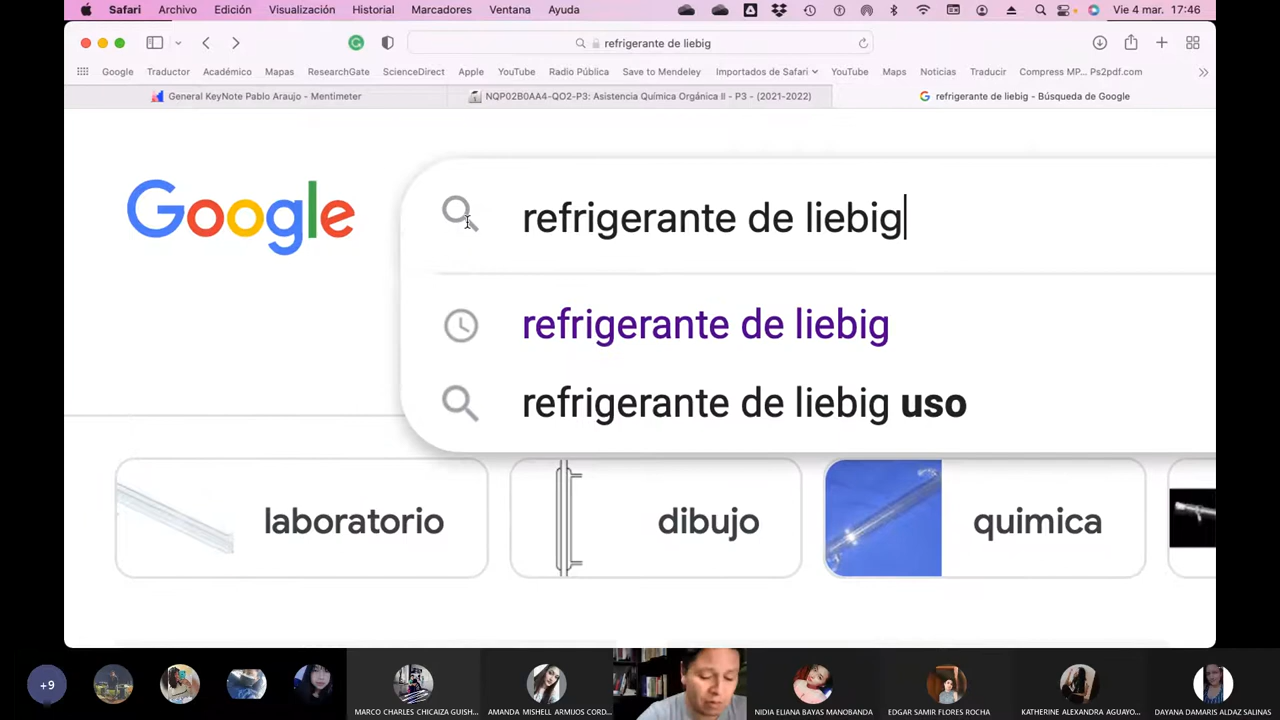 Safari Archivo Edición Visualización Historial Marcadores Ventana Ayuda Vie 4 mar. 17:46
refrigerante de liebig
Google Traductor Académico Mapas ResearchGate ScienceDirect Apple YouTube Radio Pública Save to Mendeley Importados de Safari YouTube Maps Noticias Traducir Compress MP... Ps2pdf.com
General KeyNote Pablo Araujo - Mentimeter NQP02B0AA4-QO2-P3: Asistencia Química Orgánica II - P3 - (2021-2022) refrigerante de liebig - Búsqueda de Google
Google refrigerante de liebig
refrigerante de liebig
refrigerante de liebig uso
laboratorio dibujo quimica
+9
MARCO CHARLES CHICAIZA GUISH... AMANDA MISHELL ARMIJOS CORD... NIDIA ELIANA BAYAS MANOBANDA EDGAR SAMIR FLORES ROCHA KATHERINE ALEXANDRA AGUAYO... DAYANA DAMARIS ALDAZ SALINAS